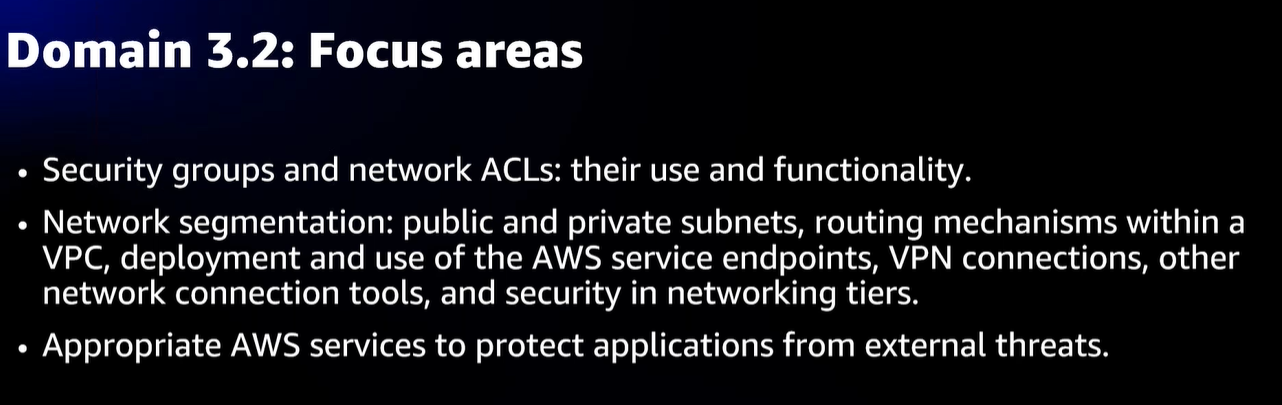 Domain 3.2: Focus areas
• Security groups and network ACLs: their use and functionality.
• Network segmentation: public and private subnets, routing mechanisms within a
VPC, deployment and use of the AWS service endpoints, VPN connections, other
network connection tools, and security in networking tiers.
• Appropriate AWS services to protect applications from external threats.